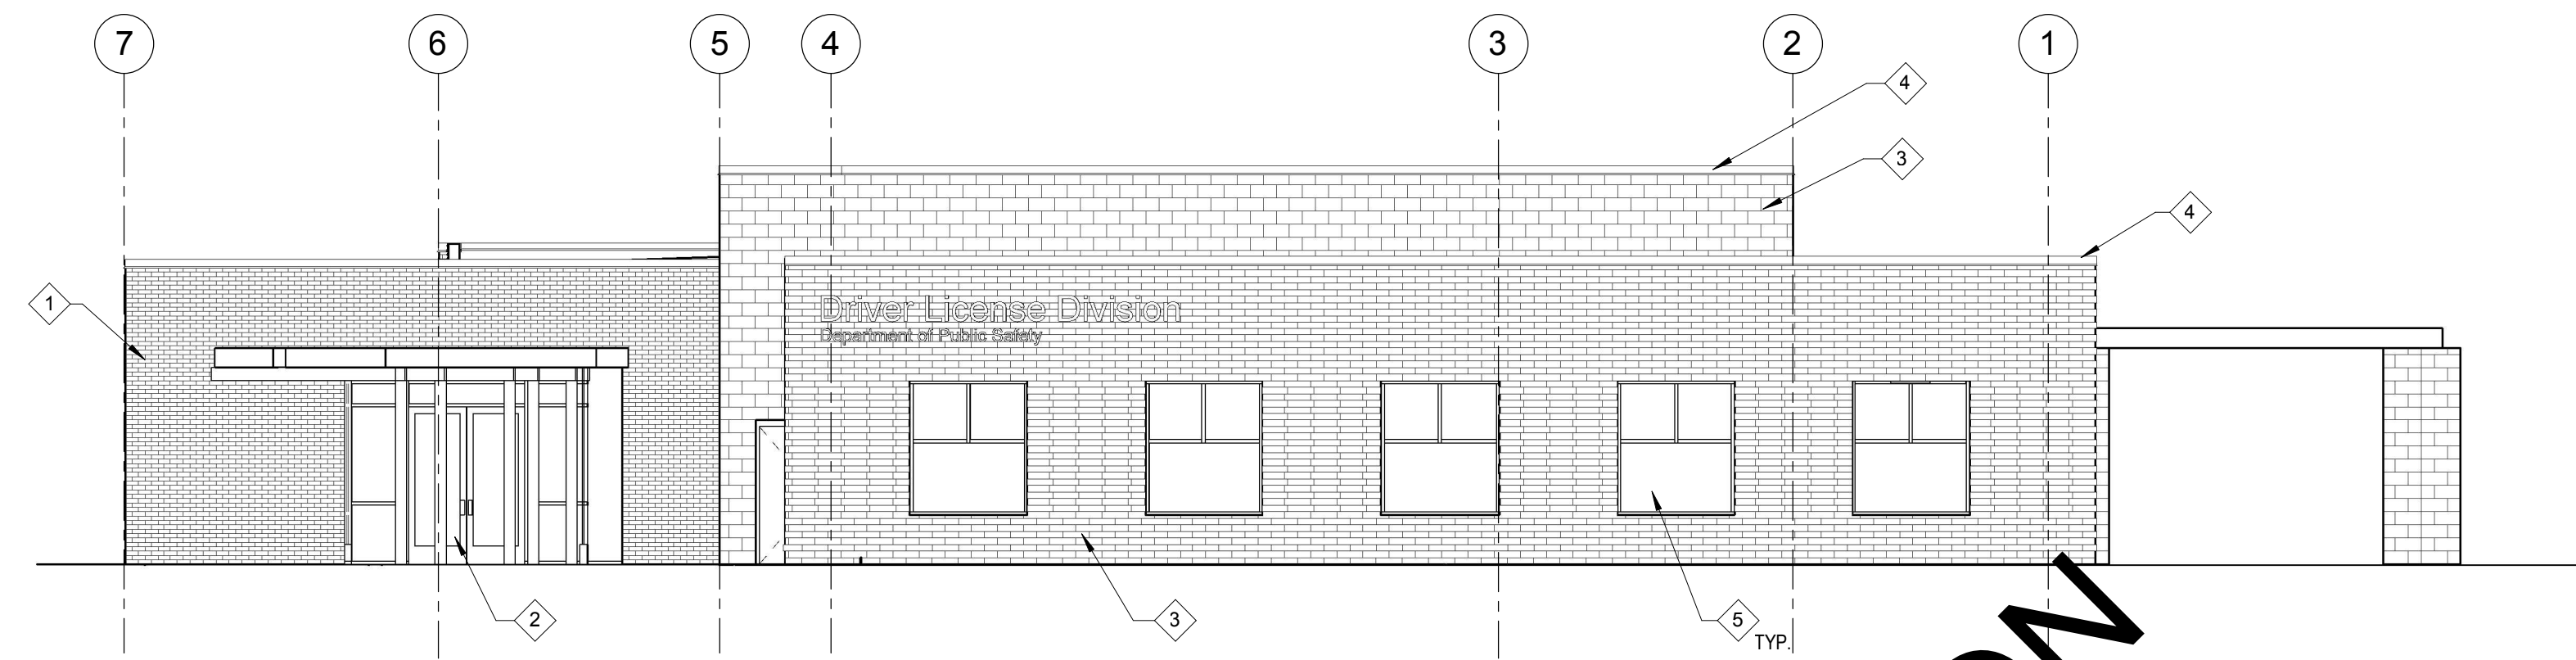 7 6 5 4 3 2 1
4
3
4
1
Driver License Division
Department of Public Safety
2
3
5
TYP.
ON